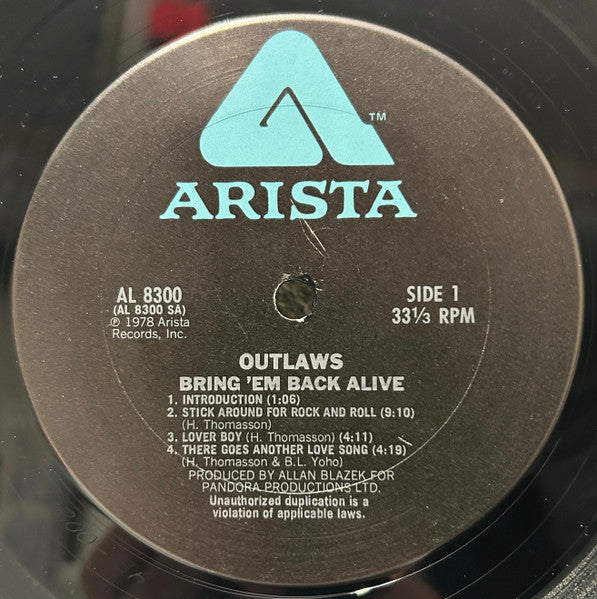 TM
ARISTA
AL 8300
(AL 8300 SA)
℗ 1978 Arista
Records, Inc.
SIDE 1
33⅓ RPM
OUTLAWS
BRING 'EM BACK ALIVE
1. INTRODUCTION (1:06)
2. STICK AROUND FOR ROCK AND ROLL (9:10)
(H. Thomasson)
3. LOVER BOY (H. Thomasson) (4:11)
4. THERE GOES ANOTHER LOVE SONG (4:19)
(H. Thomasson & B.L. Yoho)
PRODUCED BY ALLAN BLAZEK FOR
PANDORA PRODUCTIONS LTD.
Unauthorized duplication is a
violation of applicable laws.